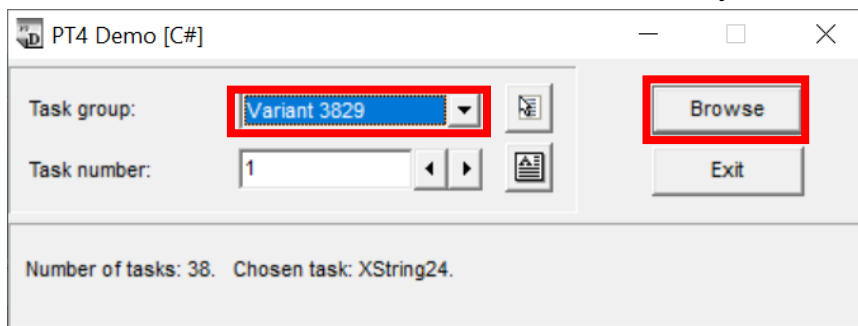 PT4 Demo [C#]
Task group: Variant 3829 Browse
Task number: 1 Exit
Number of tasks: 38. Chosen task: XString24.